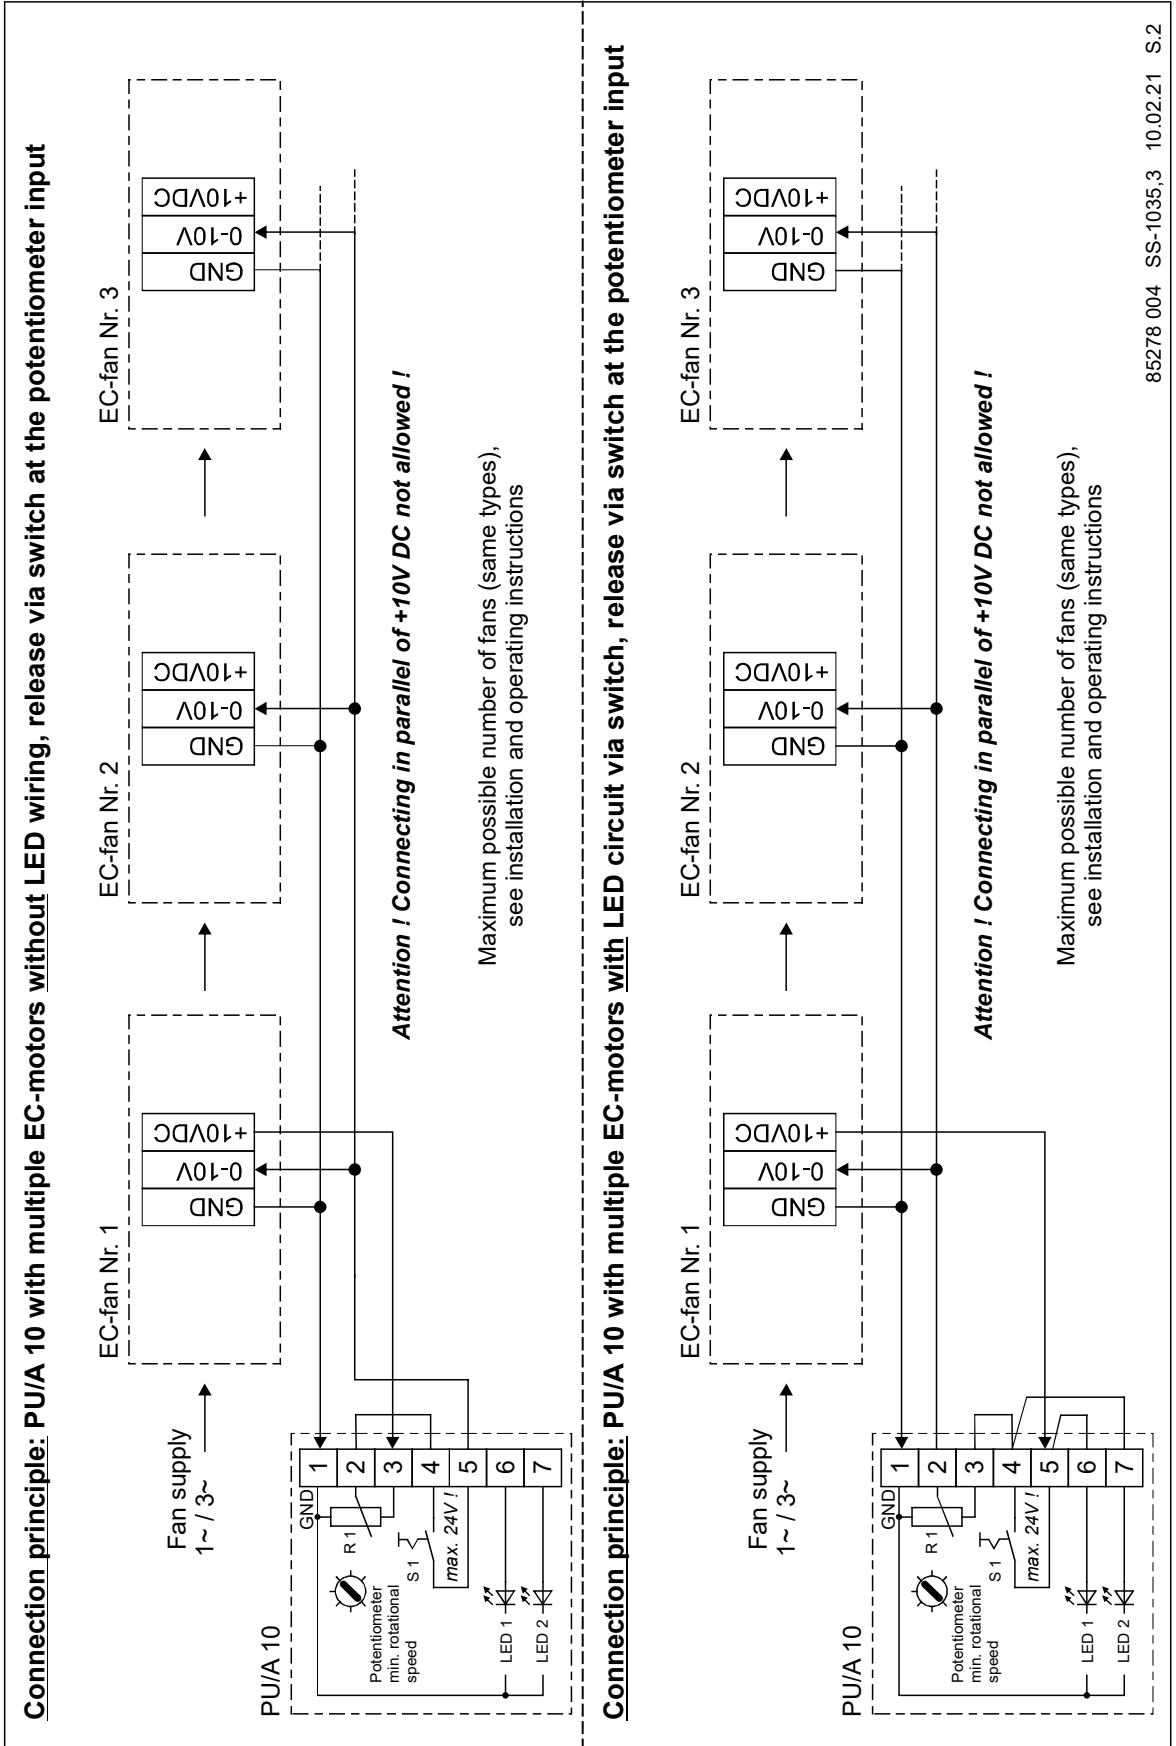 Connection principle: PU/A 10 with multiple EC-motors without LED wiring, release via switch at the potentiometer input
EC-fan Nr. 1
EC-fan Nr. 2
EC-fan Nr. 3
Fan supply
1~ / 3~
GND
0-10V
+10VDC
GND
0-10V
+10VDC
GND
0-10V
+10VDC
PU/A 10
GND
1
2
3
4
5
6
7
R 1
S 1
max. 24V !
Potentiometer
min. rotational
speed
LED 1
LED 2
Attention ! Connecting in parallel of +10V DC not allowed !
Maximum possible number of fans (same types),
see installation and operating instructions
Connection principle: PU/A 10 with multiple EC-motors with LED circuit via switch, release via switch at the potentiometer input
EC-fan Nr. 1
EC-fan Nr. 2
EC-fan Nr. 3
Fan supply
1~ / 3~
GND
0-10V
+10VDC
GND
0-10V
+10VDC
GND
0-10V
+10VDC
PU/A 10
GND
1
2
3
4
5
6
7
R 1
S 1
max. 24V !
Potentiometer
min. rotational
speed
LED 1
LED 2
Attention ! Connecting in parallel of +10V DC not allowed !
Maximum possible number of fans (same types),
see installation and operating instructions
85278 004 SS-1035,3 10.02.21 S.2